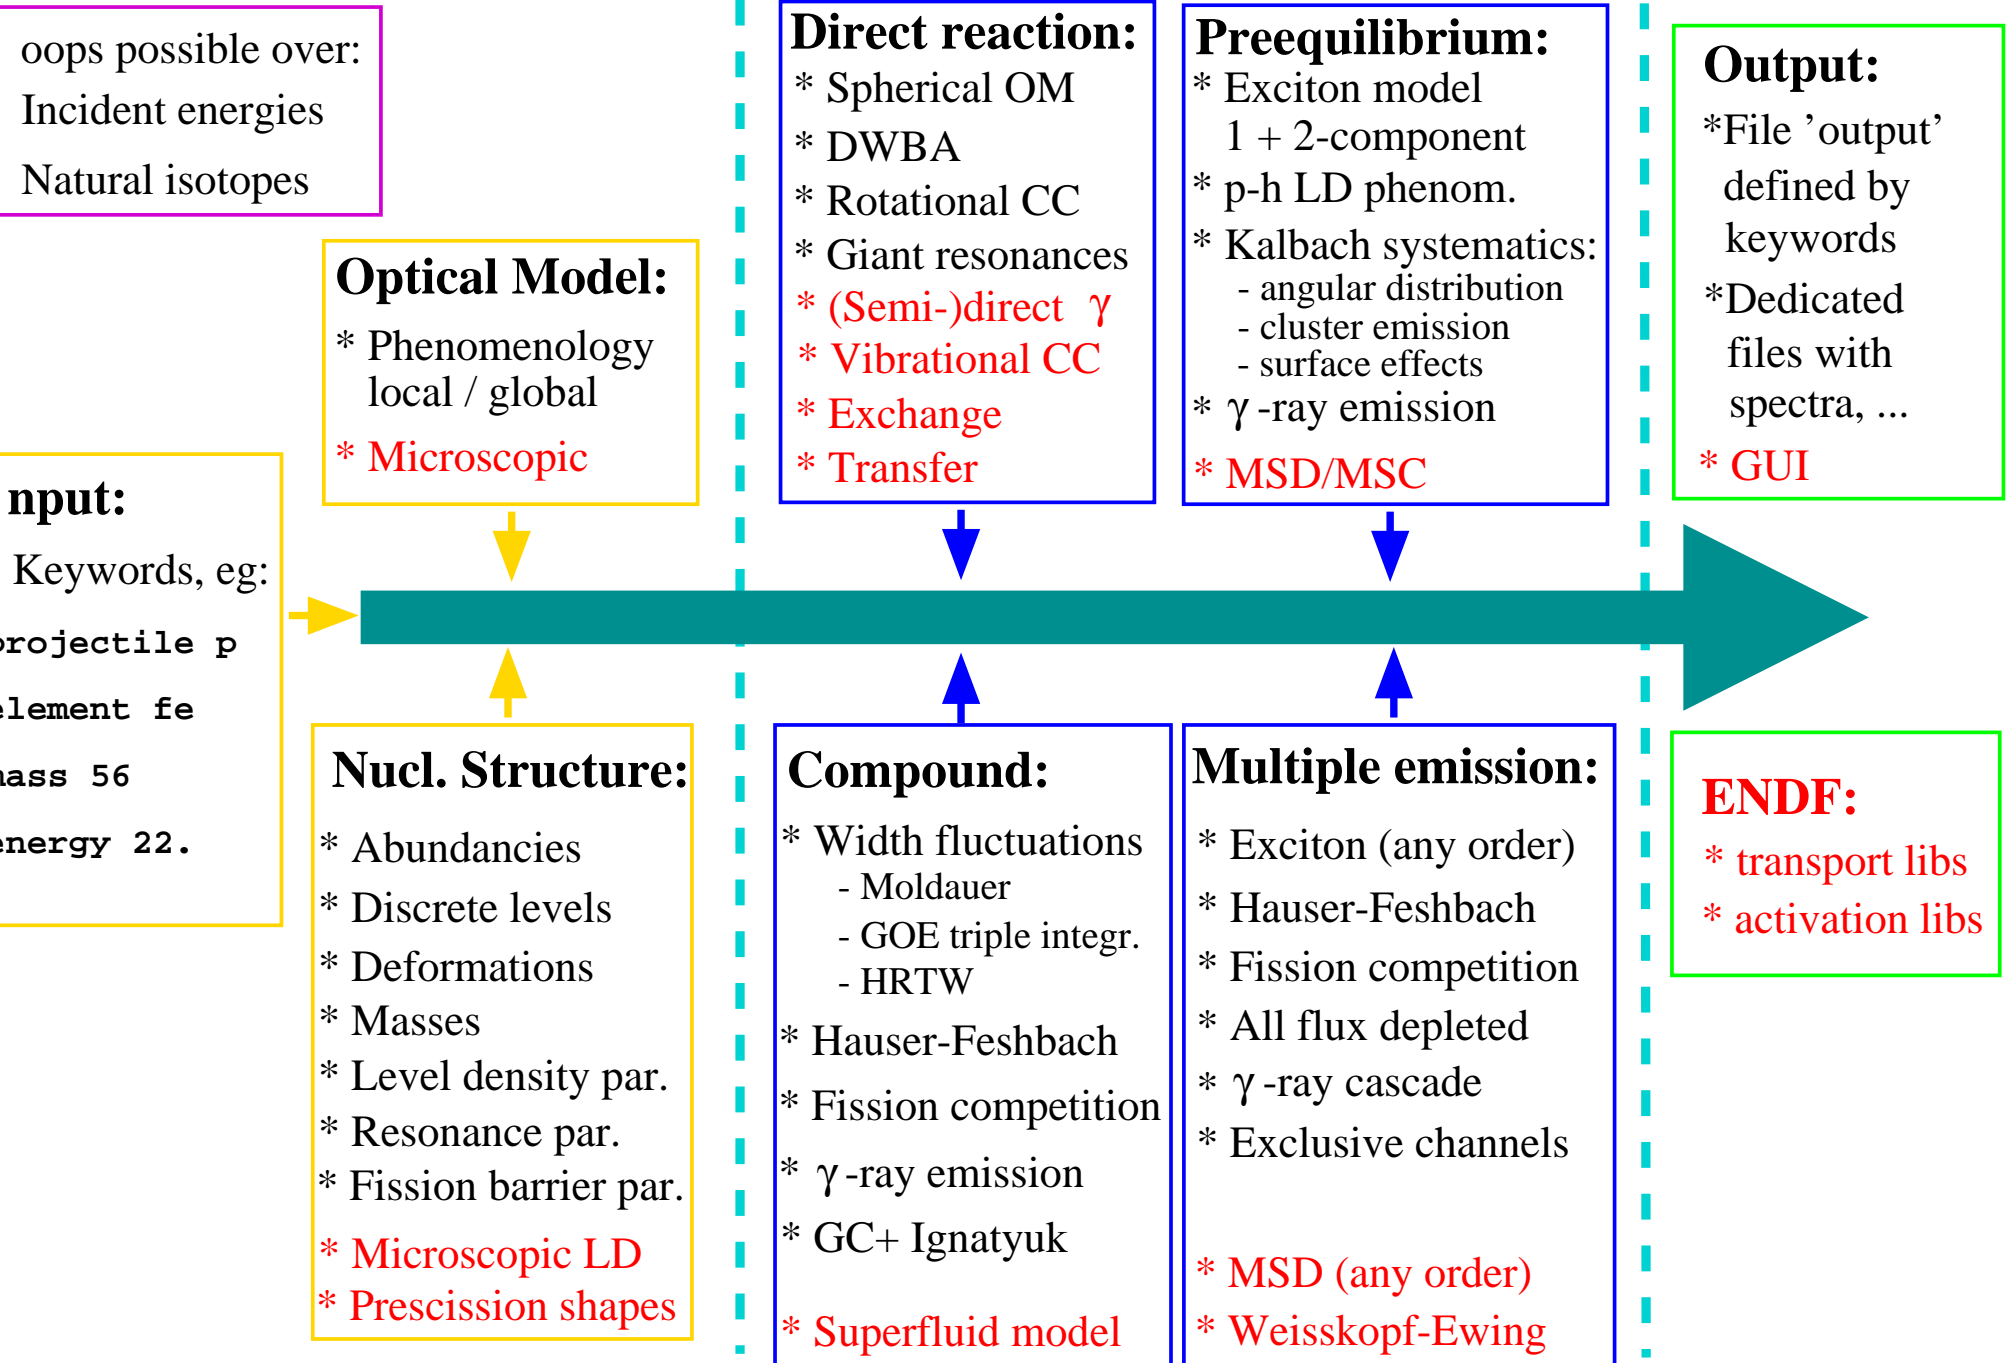 oops possible over:
Incident energies
Natural isotopes
Optical Model:
* Phenomenology
local / global
* Microscopic
nput:
Keywords, eg:
projectile p
element fe
mass 56
energy 22.
Nucl. Structure:
* Abundancies
* Discrete levels
* Deformations
* Masses
* Level density par.
* Resonance par.
* Fission barrier par.
* Microscopic LD
* Prescission shapes
Direct reaction:
* Spherical OM
* DWBA
* Rotational CC
* Giant resonances
* (Semi-)direct γ
* Vibrational CC
* Exchange
* Transfer
Compound:
* Width fluctuations
- Moldauer
- GOE triple integr.
- HRTW
* Hauser-Feshbach
* Fission competition
* γ-ray emission
* GC+ Ignatyuk
* Superfluid model
Preequilibrium:
* Exciton model
1 + 2-component
* p-h LD phenom.
* Kalbach systematics:
- angular distribution
- cluster emission
- surface effects
* γ-ray emission
* MSD/MSC
Multiple emission:
* Exciton (any order)
* Hauser-Feshbach
* Fission competition
* All flux depleted
* γ-ray cascade
* Exclusive channels
* MSD (any order)
* Weisskopf-Ewing
Output:
*File ’output’
defined by
keywords
*Dedicated
files with
spectra, ...
* GUI
ENDF:
* transport libs
* activation libs